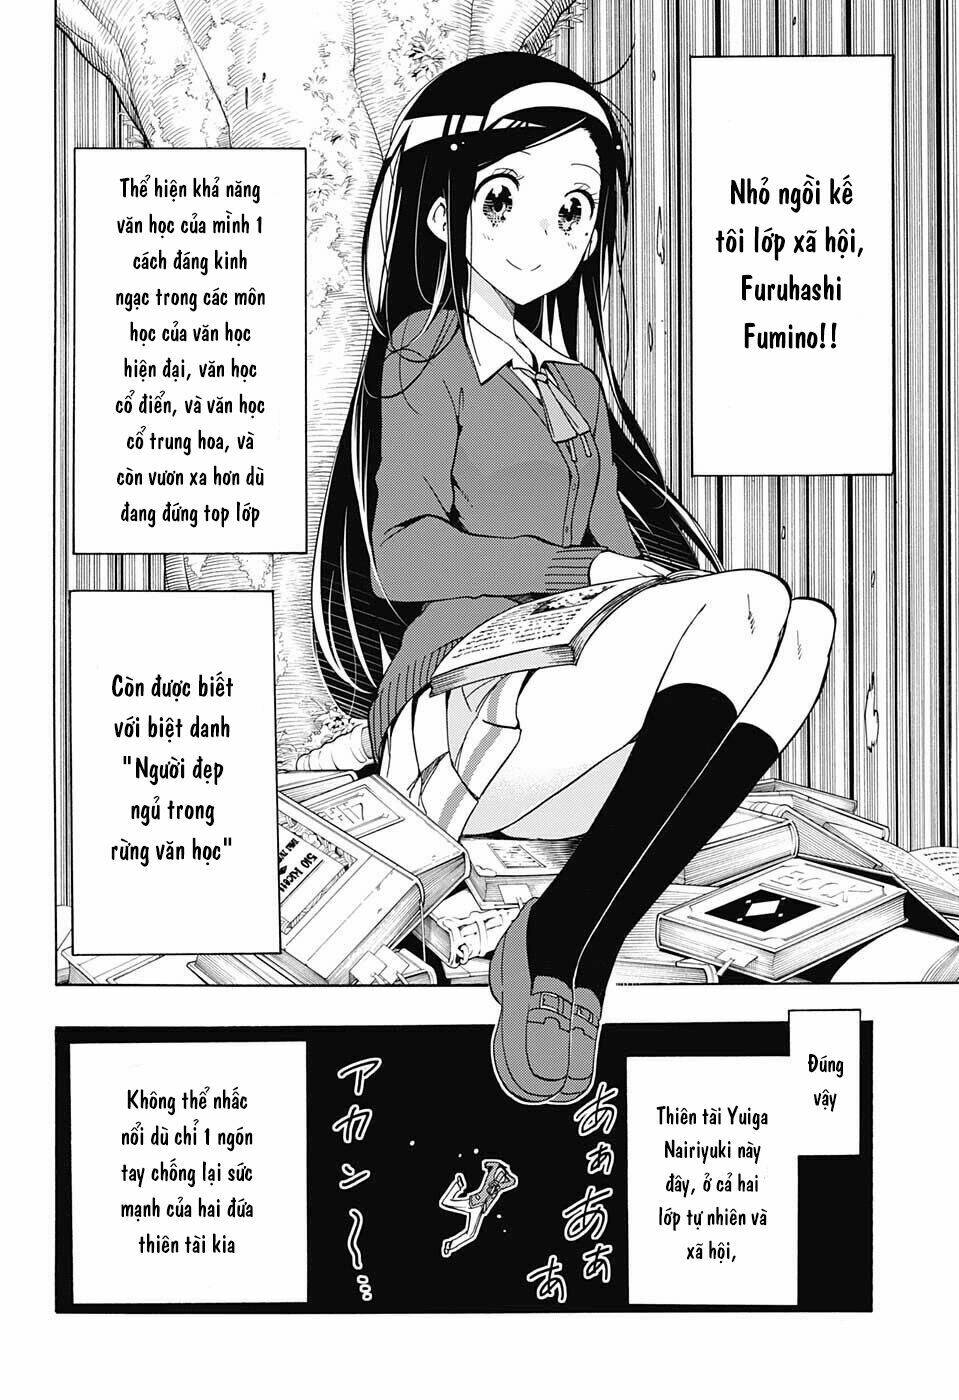 Nhỏ ngồi kế
tôi lớp xã hội,
Furuhashi
Fumino!!
Thể hiện khả năng
văn học của mình 1
cách đáng kinh
ngạc trong các môn
học của văn học
hiện đại, văn học
cổ điển, và văn học
cổ trung hoa, và
còn vươn xa hơn dù
đang đứng top lớp
Còn được biết
với biệt danh
"Người đẹp
ngủ trong
rừng văn học"
Đúng
vậy
Thiên tài Yuiga
Nairiyuki này
đây, ở cả hai
lớp tự nhiên và
xã hội,
ああああ
あ
アカン〜…
Không thể nhấc
nổi dù chỉ 1 ngón
tay chống lại sức
mạnh của hai đứa
thiên tài kia